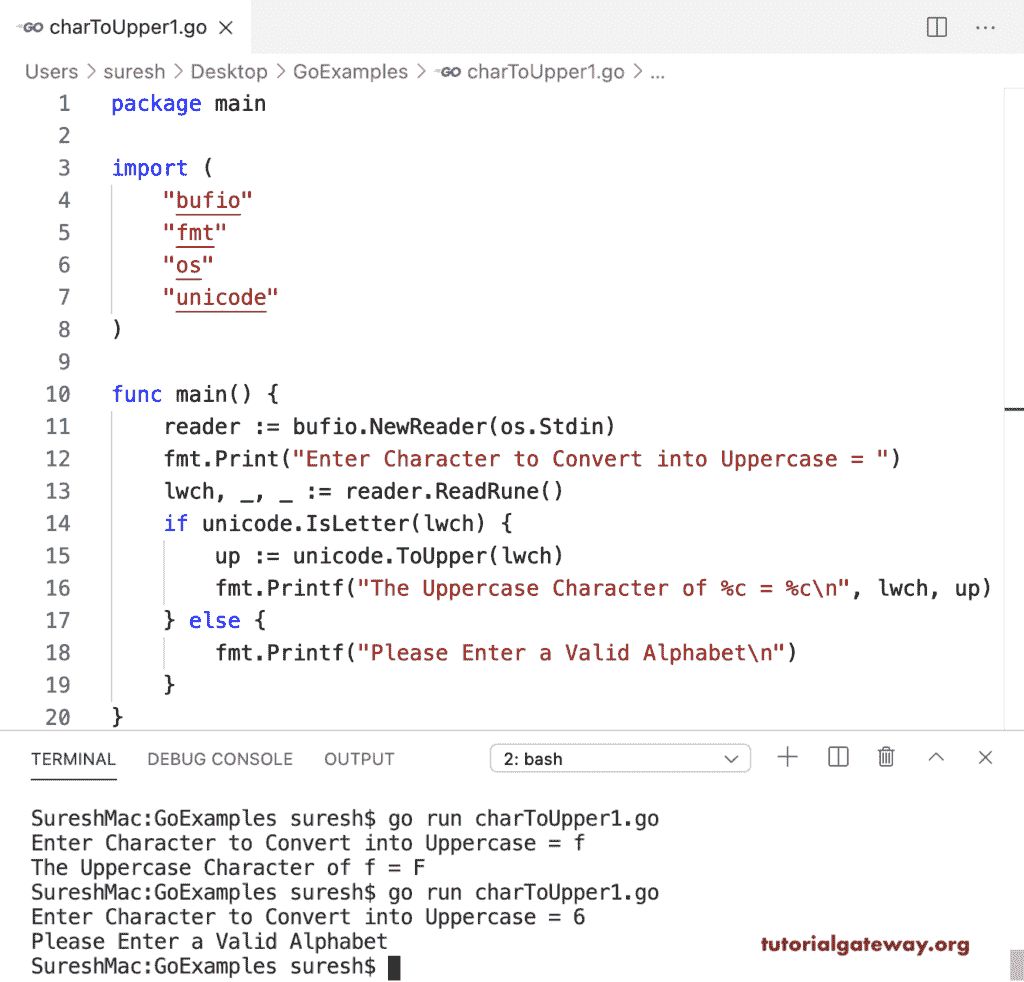 GO charToUpper1.go
Users > suresh > Desktop > GoExamples > GO charToUpper1.go > ...
1 package main
2
3 import (
4     "bufio"
5     "fmt"
6     "os"
7     "unicode"
8 )
9
10 func main() {
11     reader := bufio.NewReader(os.Stdin)
12     fmt.Print("Enter Character to Convert into Uppercase = ")
13     lwch, _, _ := reader.ReadRune()
14     if unicode.IsLetter(lwch) {
15         up := unicode.ToUpper(lwch)
16         fmt.Printf("The Uppercase Character of %c = %c\n", lwch, up)
17     } else {
18         fmt.Printf("Please Enter a Valid Alphabet\n")
19     }
20 }
TERMINAL DEBUG CONSOLE OUTPUT 2: bash
SureshMac:GoExamples suresh$ go run charToUpper1.go
Enter Character to Convert into Uppercase = f
The Uppercase Character of f = F
SureshMac:GoExamples suresh$ go run charToUpper1.go
Enter Character to Convert into Uppercase = 6
Please Enter a Valid Alphabet
tutorialgateway.org
SureshMac:GoExamples suresh$